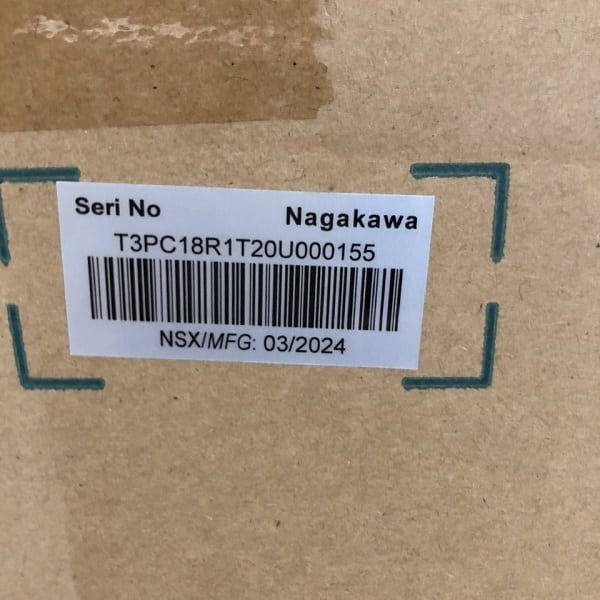 Seri No
Nagakawa
T3PC18R1T20U000155
NSX/MFG: 03/2024